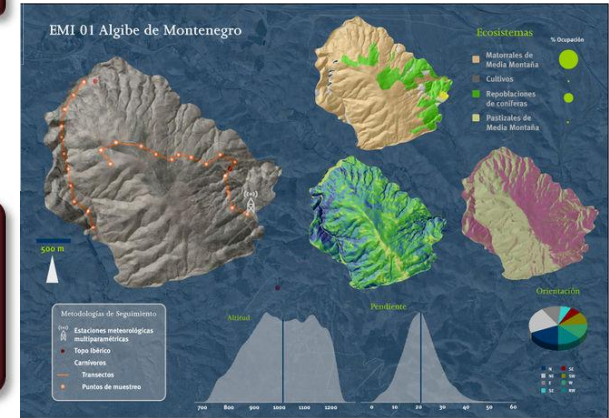 EMI 01 Algibe de Montenegro
Ecosistemas
% Ocupación
Matorrales de
Media Montaña
Cultivos
Repoblaciones
de coníferas
Pastizales de
Media Montaña
500 m
Metodologías de Seguimiento
Estaciones meteorológicas
multiparamétricas
Topo Ibérico
Carnívoros
Transectos
Puntos de muestreo
Altitud
700 800 900 1000 1100 1200
Pendiente
0 10 20 30 40 50 60
Orientación